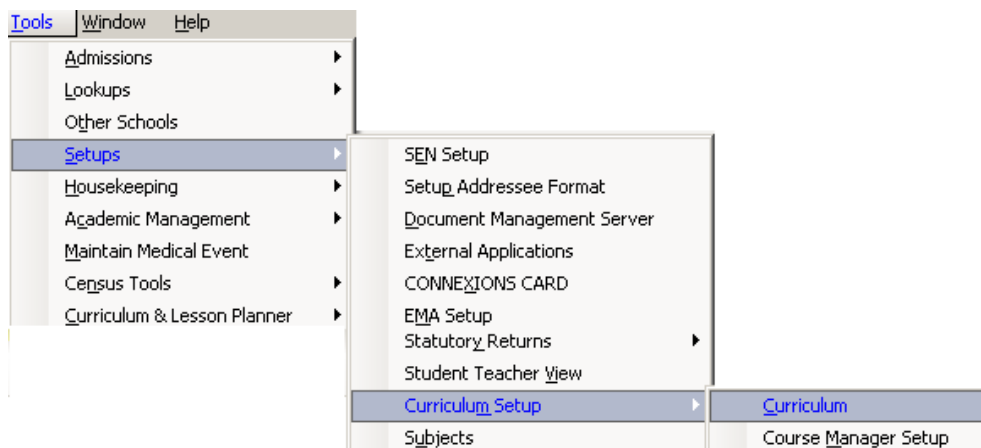 Tools Window Help
Admissions
Lookups
Other Schools
Setups
Housekeeping
Academic Management
Maintain Medical Event
Census Tools
Curriculum & Lesson Planner
SEN Setup
Setup Addressee Format
Document Management Server
External Applications
CONNEXIONS CARD
EMA Setup
Statutory Returns
Student Teacher View
Curriculum Setup
Subjects
Curriculum
Course Manager Setup